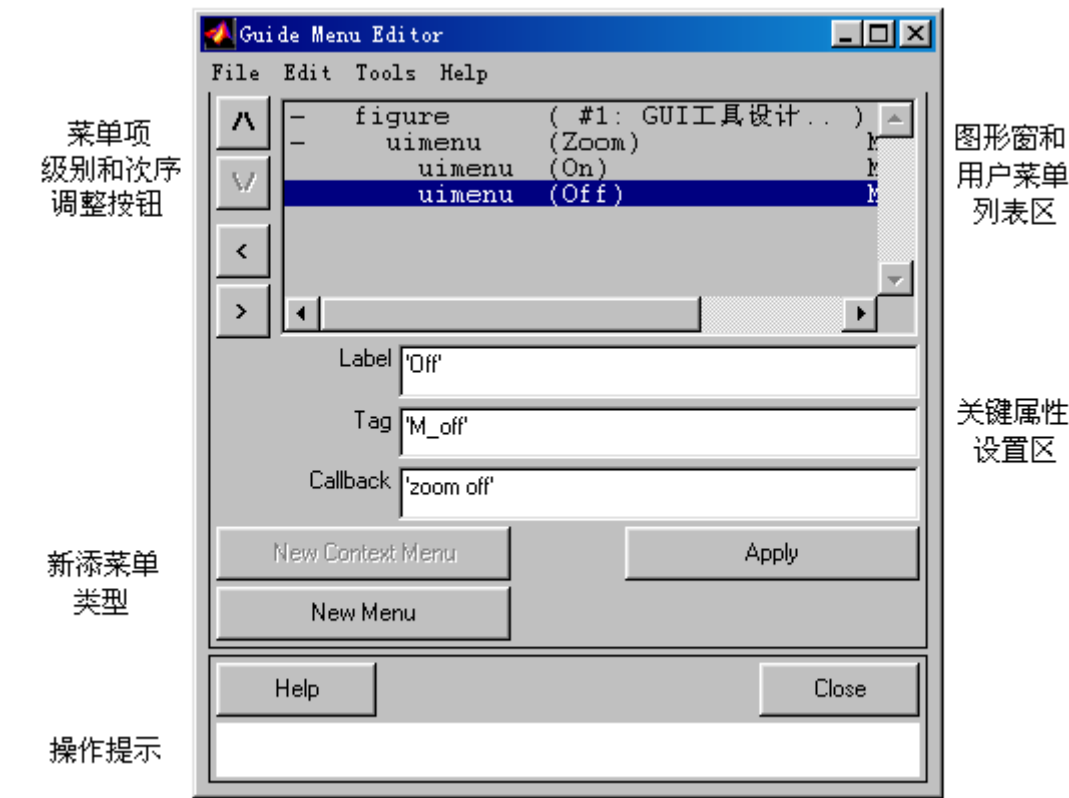 Guide Menu Editor
File Edit Tools Help
菜单项
级别和次序
调整按钮
/\
\/
<
>
– figure ( #1: GUI工具设计.. )
– uimenu (Zoom) M
uimenu (On) M
uimenu (Off) M
图形窗和
用户菜单
列表区
Label 'Off'
Tag 'M_off'
Callback 'zoom off'
关键属性
设置区
新添菜单
类型
New Context Menu
Apply
New Menu
Help
Close
操作提示